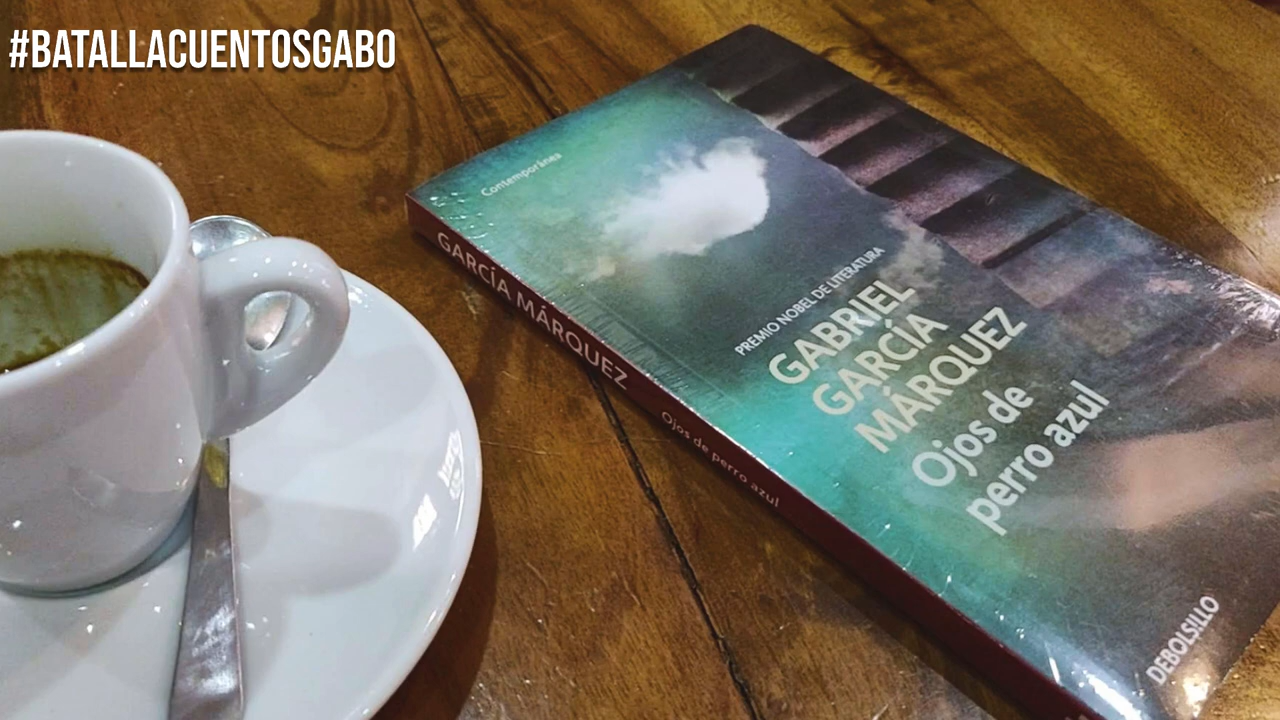 #BATALLACUENTOSGABO
Contemporánea
PREMIO NOBEL DE LITERATURA
GABRIEL
GARCÍA
MÁRQUEZ
Ojos de
perro azul
DEBOLSILLO
GARCÍA MÁRQUEZ
Ojos de perro azul